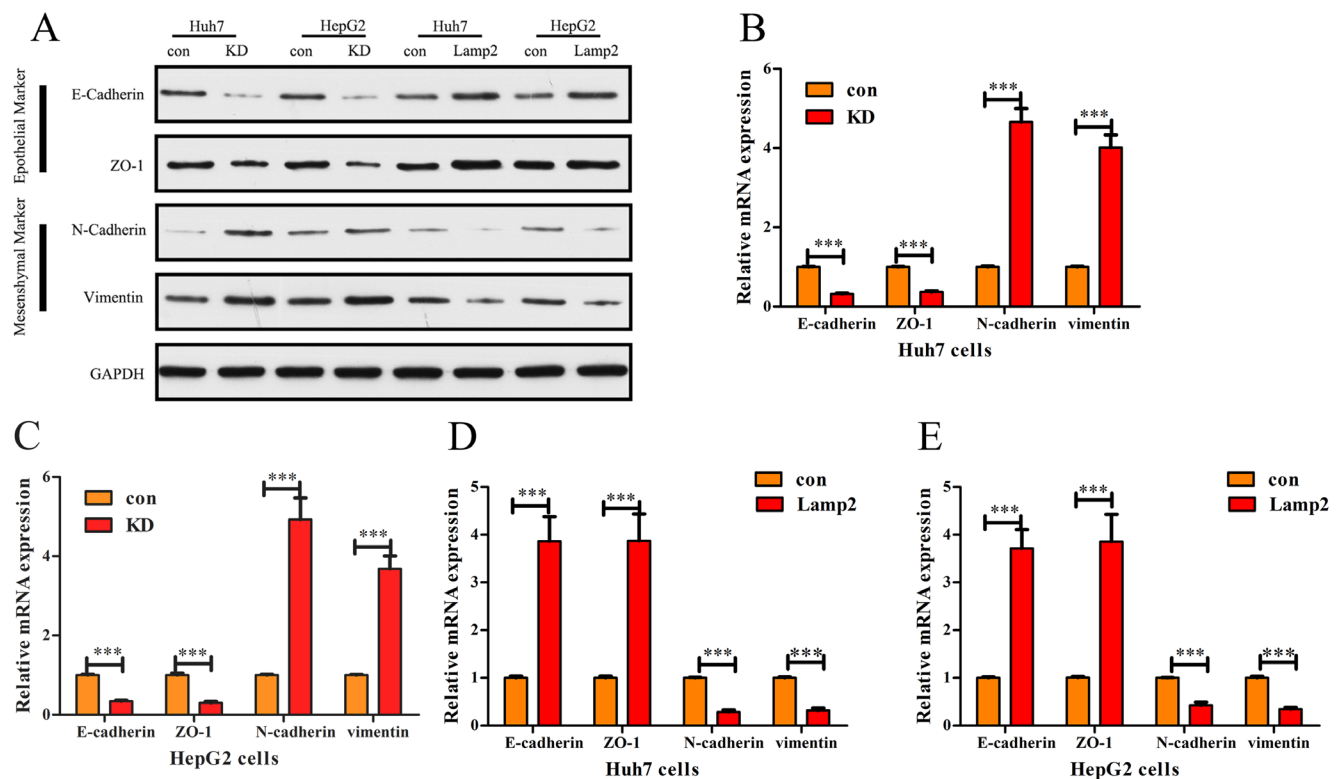 A
Huh7 HepG2 Huh7 HepG2
con KD con KD con Lamp2 con Lamp2
Epothelial Marker
E-Cadherin
ZO-1
Mesenshymal Marker
N-Cadherin
Vimentin
GAPDH
B
Relative mRNA expression
6
4
2
0
con
KD
*** *** *** ***
E-cadherin ZO-1 N-cadherin vimentin
Huh7 cells
C
Relative mRNA expression
6
4
2
0
con
KD
*** *** *** ***
E-cadherin ZO-1 N-cadherin vimentin
HepG2 cells
D
Relative mRNA expression
5
4
3
2
1
0
con
Lamp2
*** *** *** ***
E-cadherin ZO-1 N-cadherin vimentin
Huh7 cells
E
Relative mRNA expression
5
4
3
2
1
0
con
Lamp2
*** *** *** ***
E-cadherin ZO-1 N-cadherin vimentin
HepG2 cells